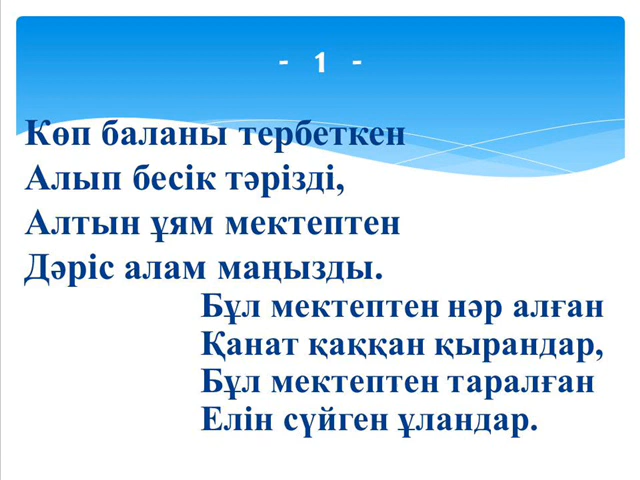 - 1 -
Көп баланы тербеткен
Алып бесік тәрізді,
Алтын ұям мектептен
Дәріс алам маңызды.
Бұл мектептен нәр алған
Қанат қаққан қырандар,
Бұл мектептен таралған
Елін сүйген ұландар.